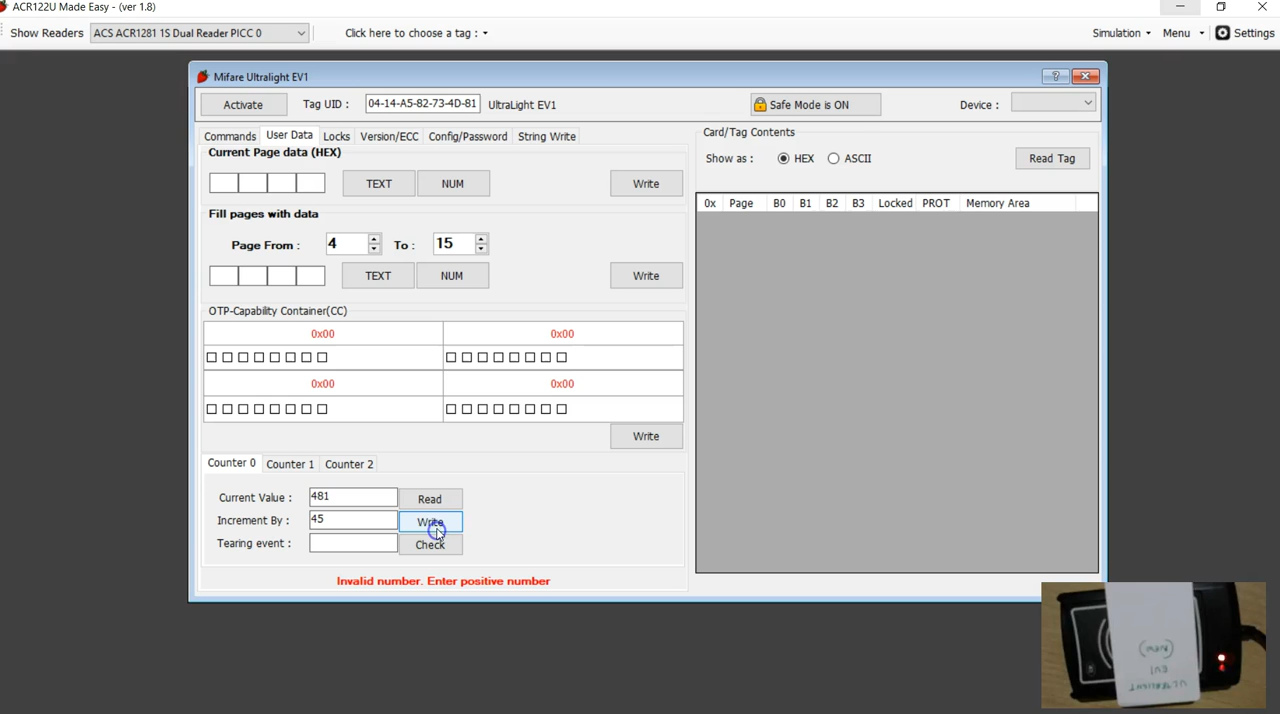 ACR122U Made Easy - (ver 1.8)
Show Readers ACS ACR1281 1S Dual Reader PICC 0 Click here to choose a tag : Simulation Menu Settings
Mifare Ultralight EV1 ?
Activate Tag UID : 04-14-A5-82-73-4D-81 UltraLight EV1 Safe Mode is ON Device :
Commands User Data Locks Version/ECC Config/Password String Write
Card/Tag Contents
Current Page data (HEX)
Show as : HEX ASCII Read Tag
TEXT NUM Write
0x Page B0 B1 B2 B3 Locked PROT Memory Area
Fill pages with data
Page From : 4 To : 15
TEXT NUM Write
OTP-Capability Container(CC)
0x00 0x00
0x00 0x00
Write
Counter 0 Counter 1 Counter 2
Current Value : 481 Read
Increment By : 45 Write
Tearing event : Check
Invalid number. Enter positive number
(NEW)
EV1
ULTRALIGHT